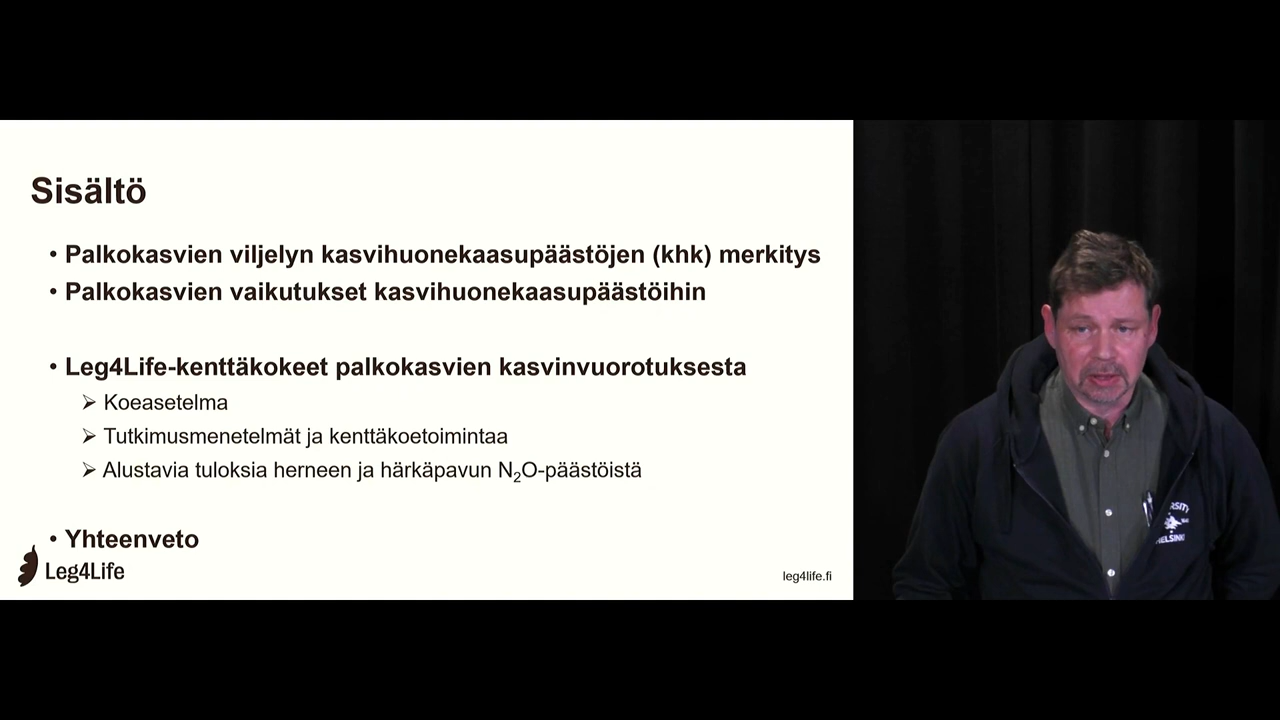 Sisältö
• Palkokasvien viljelyn kasvihuonekaasupäästöjen (khk) merkitys
• Palkokasvien vaikutukset kasvihuonekaasupäästöihin
• Leg4Life-kenttäkokeet palkokasvien kasvinvuorotuksesta
➢ Koeasetelma
➢ Tutkimusmenetelmät ja kenttäkoetoimintaa
➢ Alustavia tuloksia herneen ja härkäpavun N₂O-päästöistä
• Yhteenveto
Leg4Life
leg4life.fi